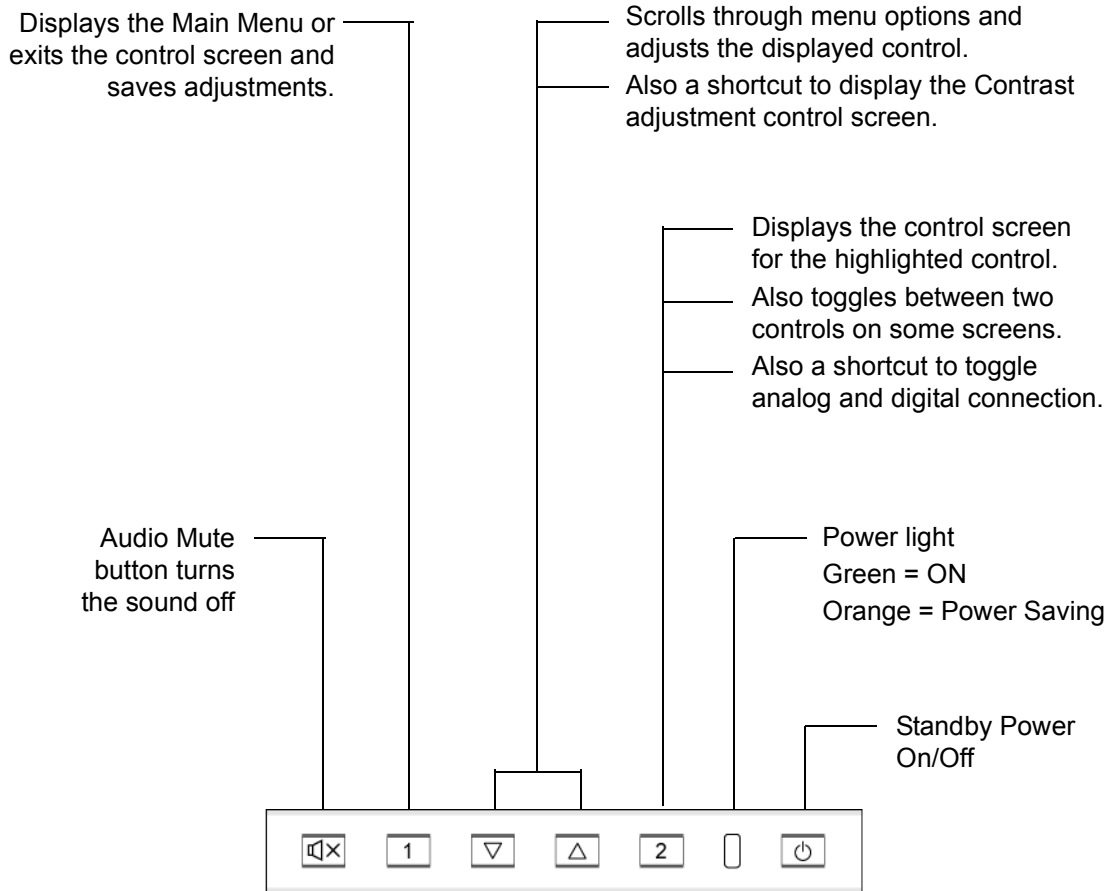 Displays the Main Menu or
exits the control screen and
saves adjustments.
Scrolls through menu options and
adjusts the displayed control.
Also a shortcut to display the Contrast
adjustment control screen.
Displays the control screen
for the highlighted control.
Also toggles between two
controls on some screens.
Also a shortcut to toggle
analog and digital connection.
Audio Mute
button turns
the sound off
Power light
Green = ON
Orange = Power Saving
Standby Power
On/Off
1
2